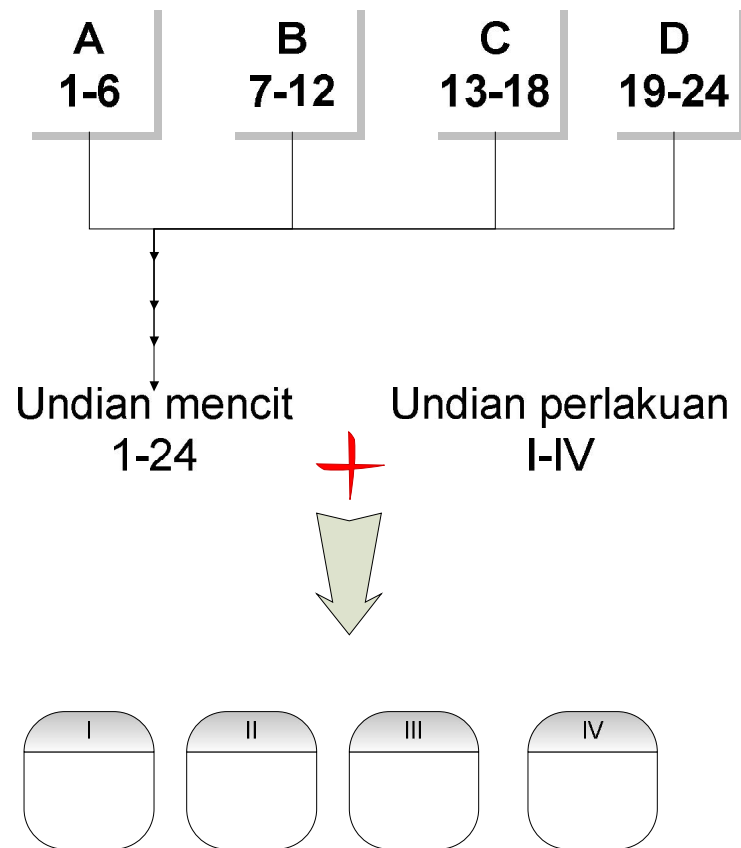 A B C D
1-6 7-12 13-18 19-24
Undian mencit Undian perlakuan
1-24 I-IV
I II III IV